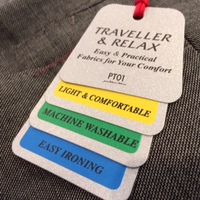 TRAVELLER
& RELAX
Easy & Practical
Fabrics for Your Comfort
PT01
LIGHT & COMFORTABLE
MACHINE WASHABLE
EASY IRONING